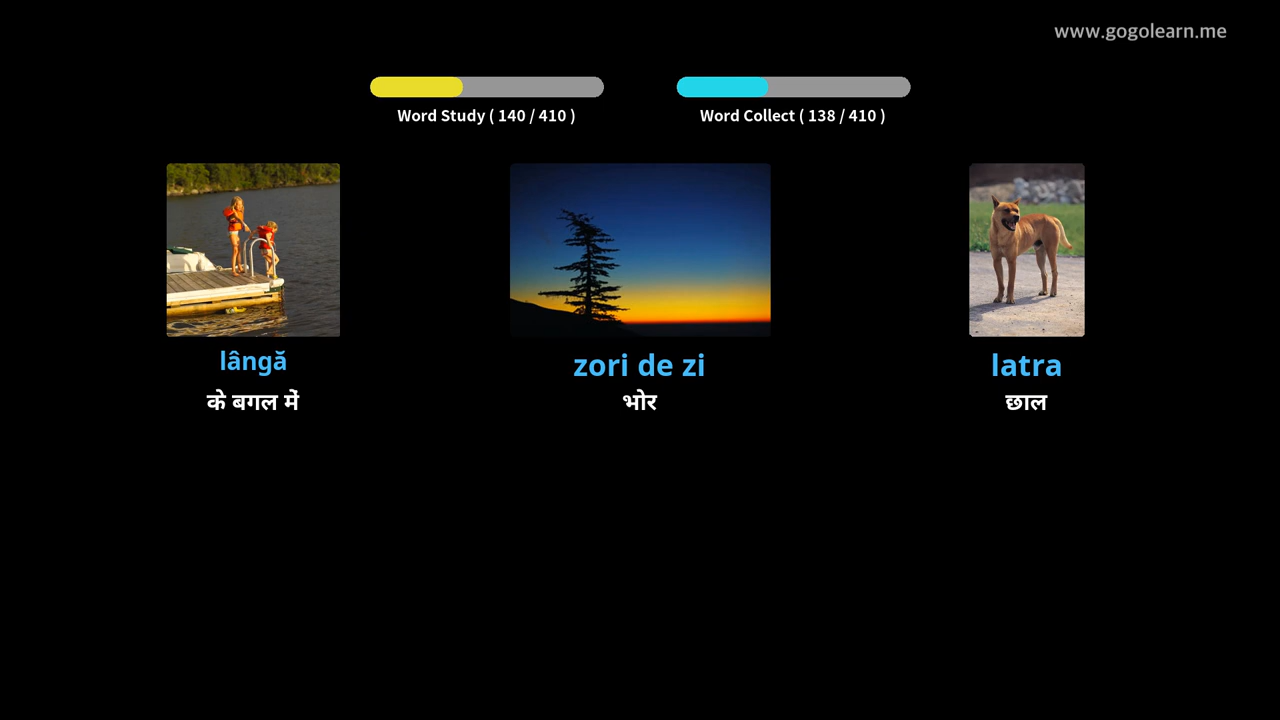 www.gogolearn.me
Word Study ( 140 / 410 )
Word Collect ( 138 / 410 )
lângă
zori de zi
latra
के बगल में
भोर
छाल